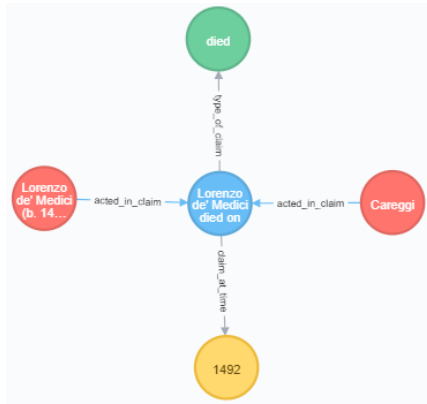 died
type_of_claim
Lorenzo
de' Medici
(b. 14...
acted_in_claim
Lorenzo
de' Medici
died on
acted_in_claim
Careggi
claim_at_time
1492